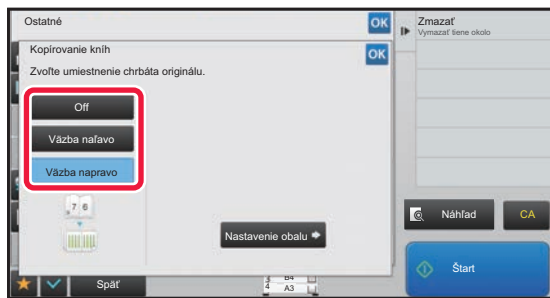 Ostatné
OK
Zmazať
Vymazať tiene okolo
Kopírovanie kníh
OK
Zvoľte umiestnenie chrbáta originálu.
Off
Väzba naľavo
Väzba napravo
7 6
Nastavenie obalu
Náhľad
CA
Späť
B4
4 A3
Štart